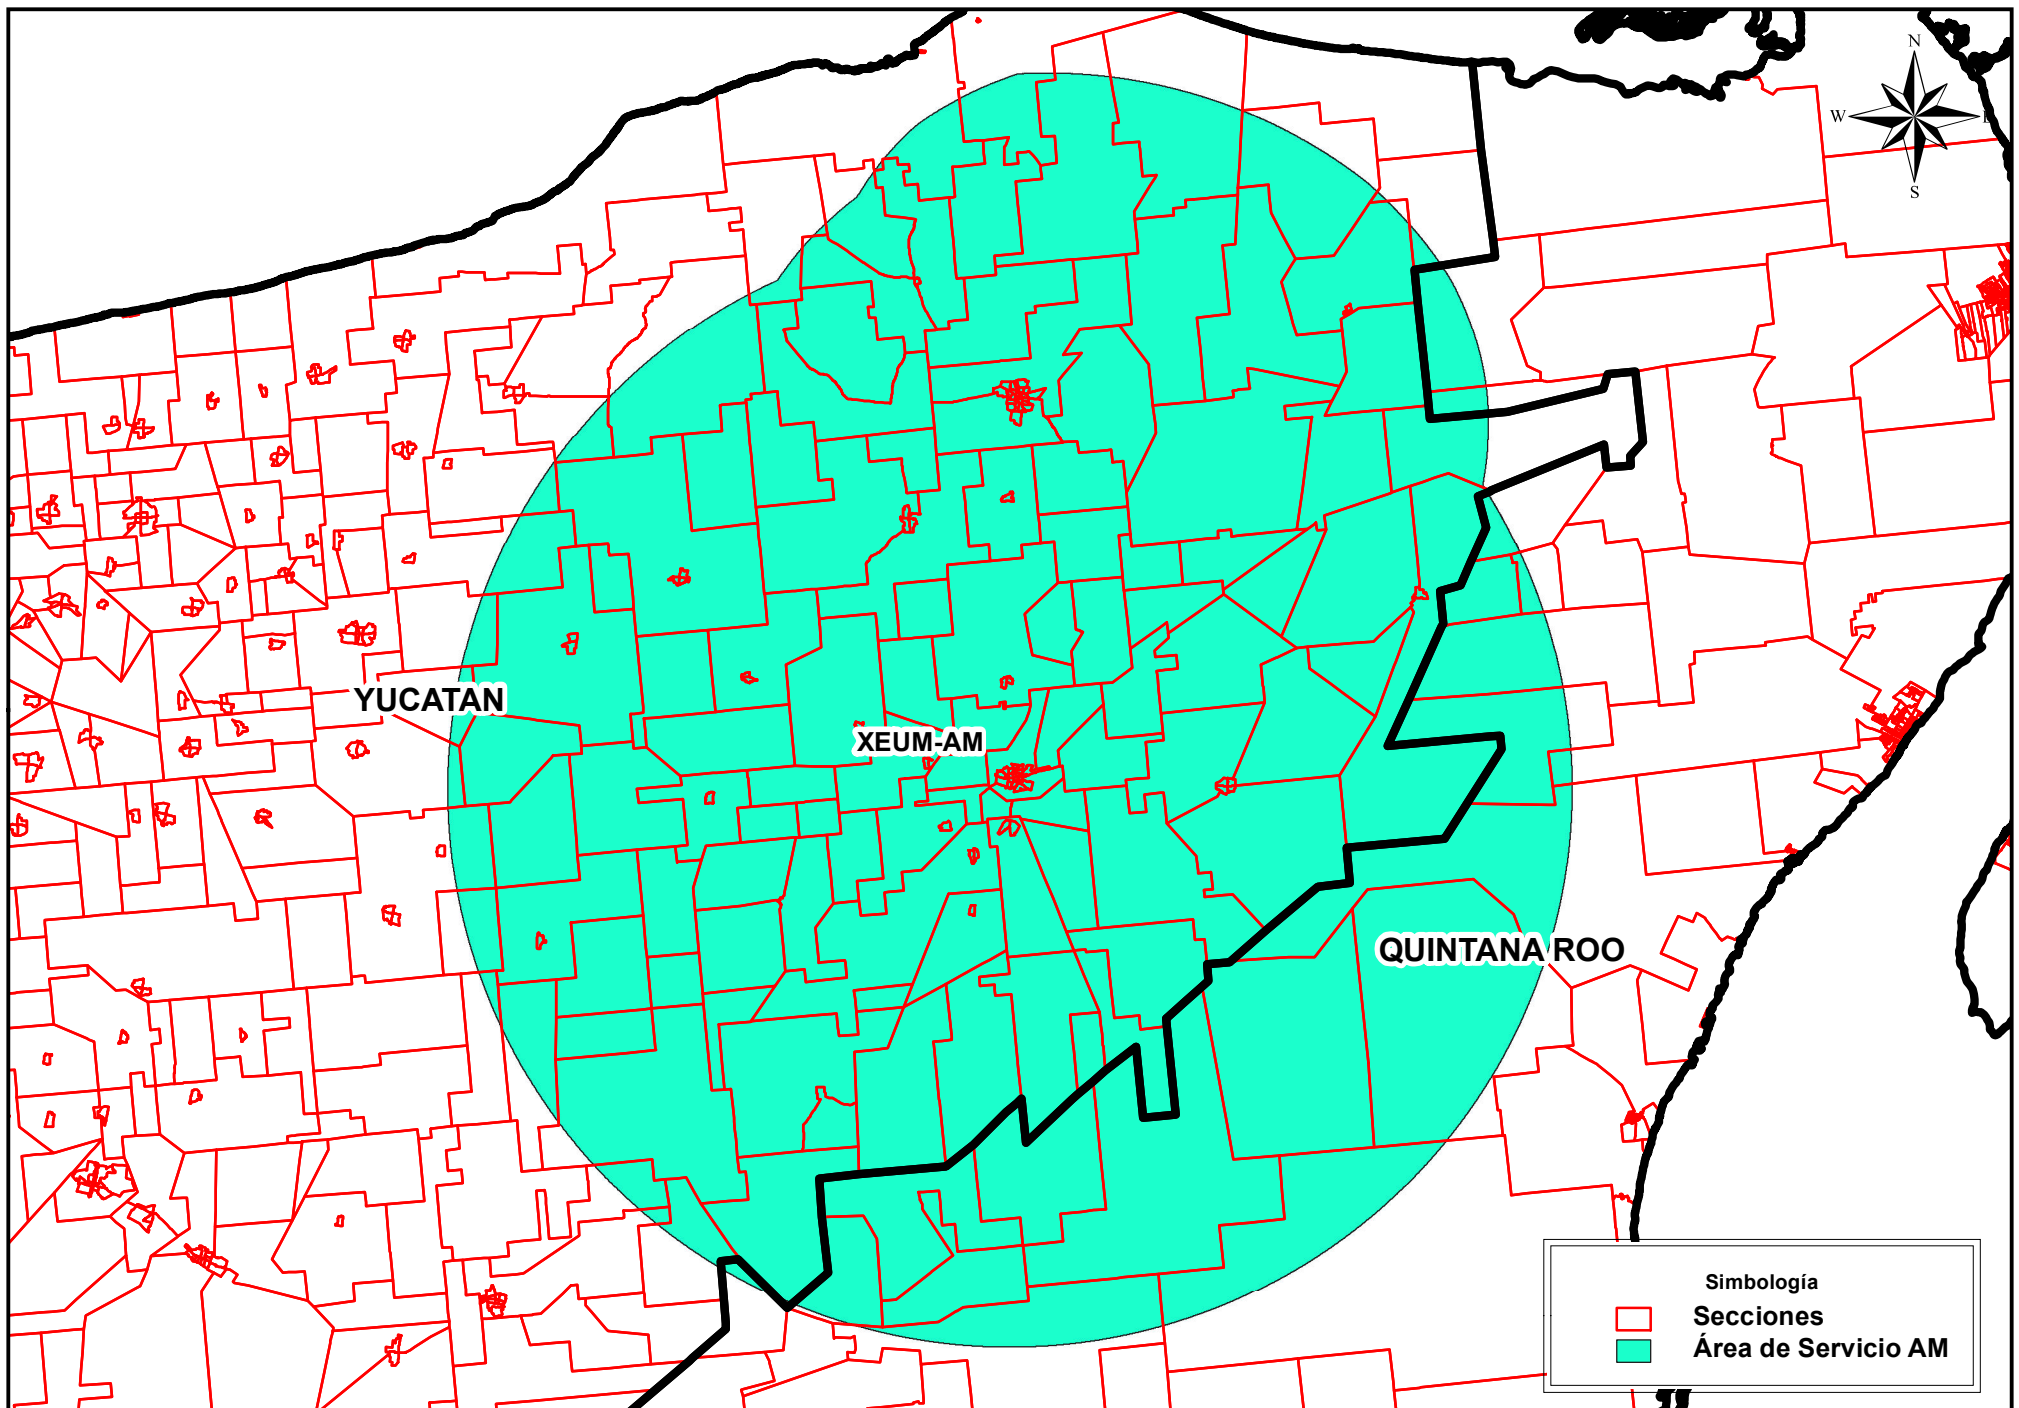 N
W
S
YUCATAN
XEUM-AM
QUINTANA ROO
Simbología
Secciones
Área de Servicio AM